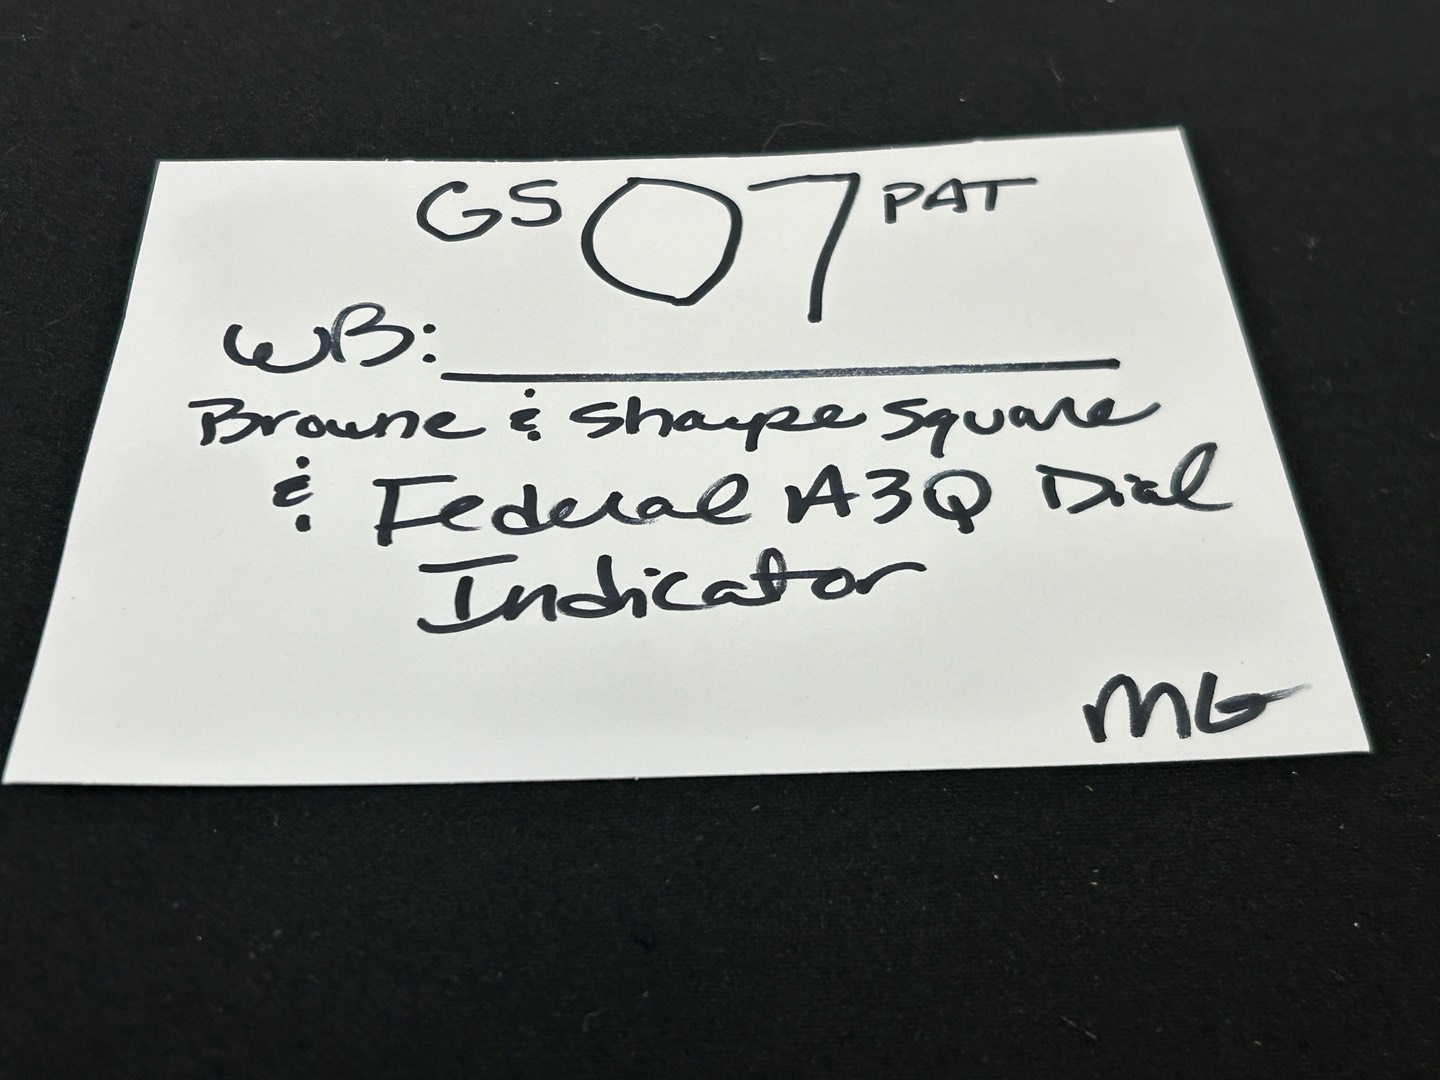 GS 07 PAT
WB:
Browne & Sharpe Square
& Federal A3Q Dial
Indicator
MG